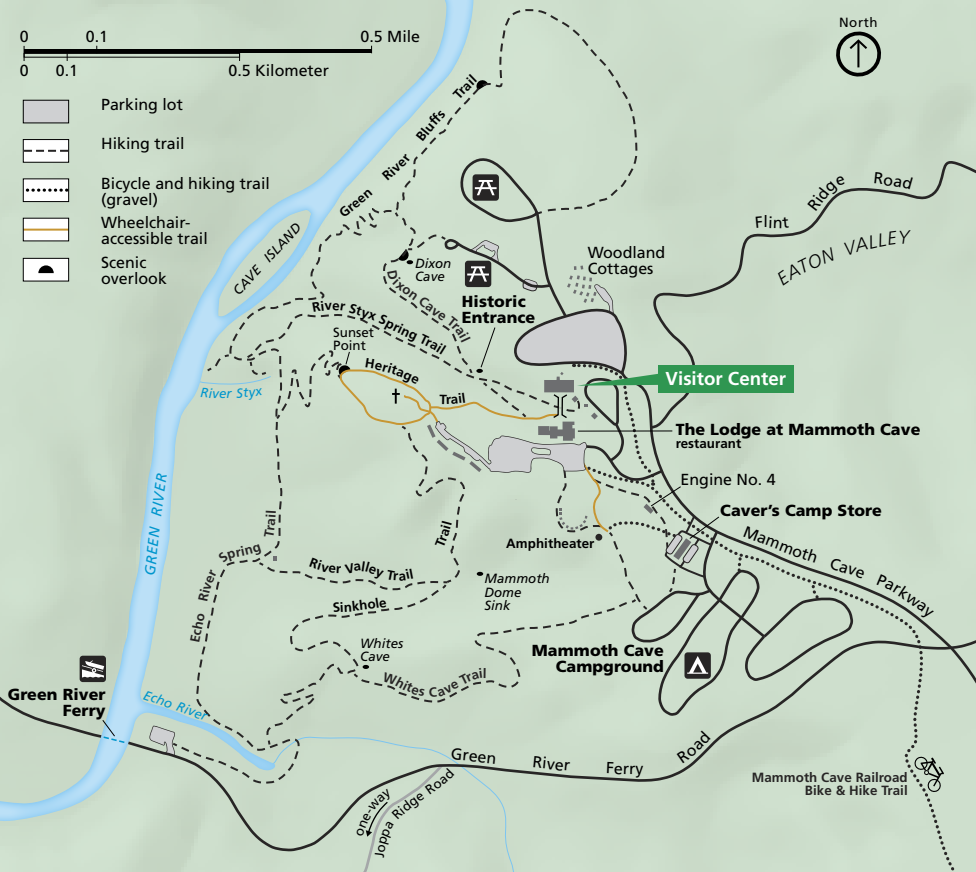 0 0.1 0.5 Mile
0 0.1 0.5 Kilometer
North
Parking lot
Hiking trail
Bicycle and hiking trail
(gravel)
Wheelchair-
accessible trail
Scenic
overlook
Green River Bluffs Trail
Flint Ridge Road
EATON VALLEY
CAVE ISLAND
Dixon
Cave
Dixon Cave Trail
Woodland
Cottages
Historic
Entrance
River Styx Spring Trail
Sunset
Point
Heritage Trail
River Styx
Visitor Center
The Lodge at Mammoth Cave
restaurant
Engine No. 4
Caver's Camp Store
GREEN RIVER
Amphitheater
Mammoth Cave Parkway
Echo River Spring Trail
River Valley Trail
Sinkhole Trail
Mammoth
Dome
Sink
Whites
Cave
Whites Cave Trail
Mammoth Cave
Campground
Green River
Ferry
Echo River
Green River Ferry Road
one-way
Joppa Ridge Road
Mammoth Cave Railroad
Bike & Hike Trail